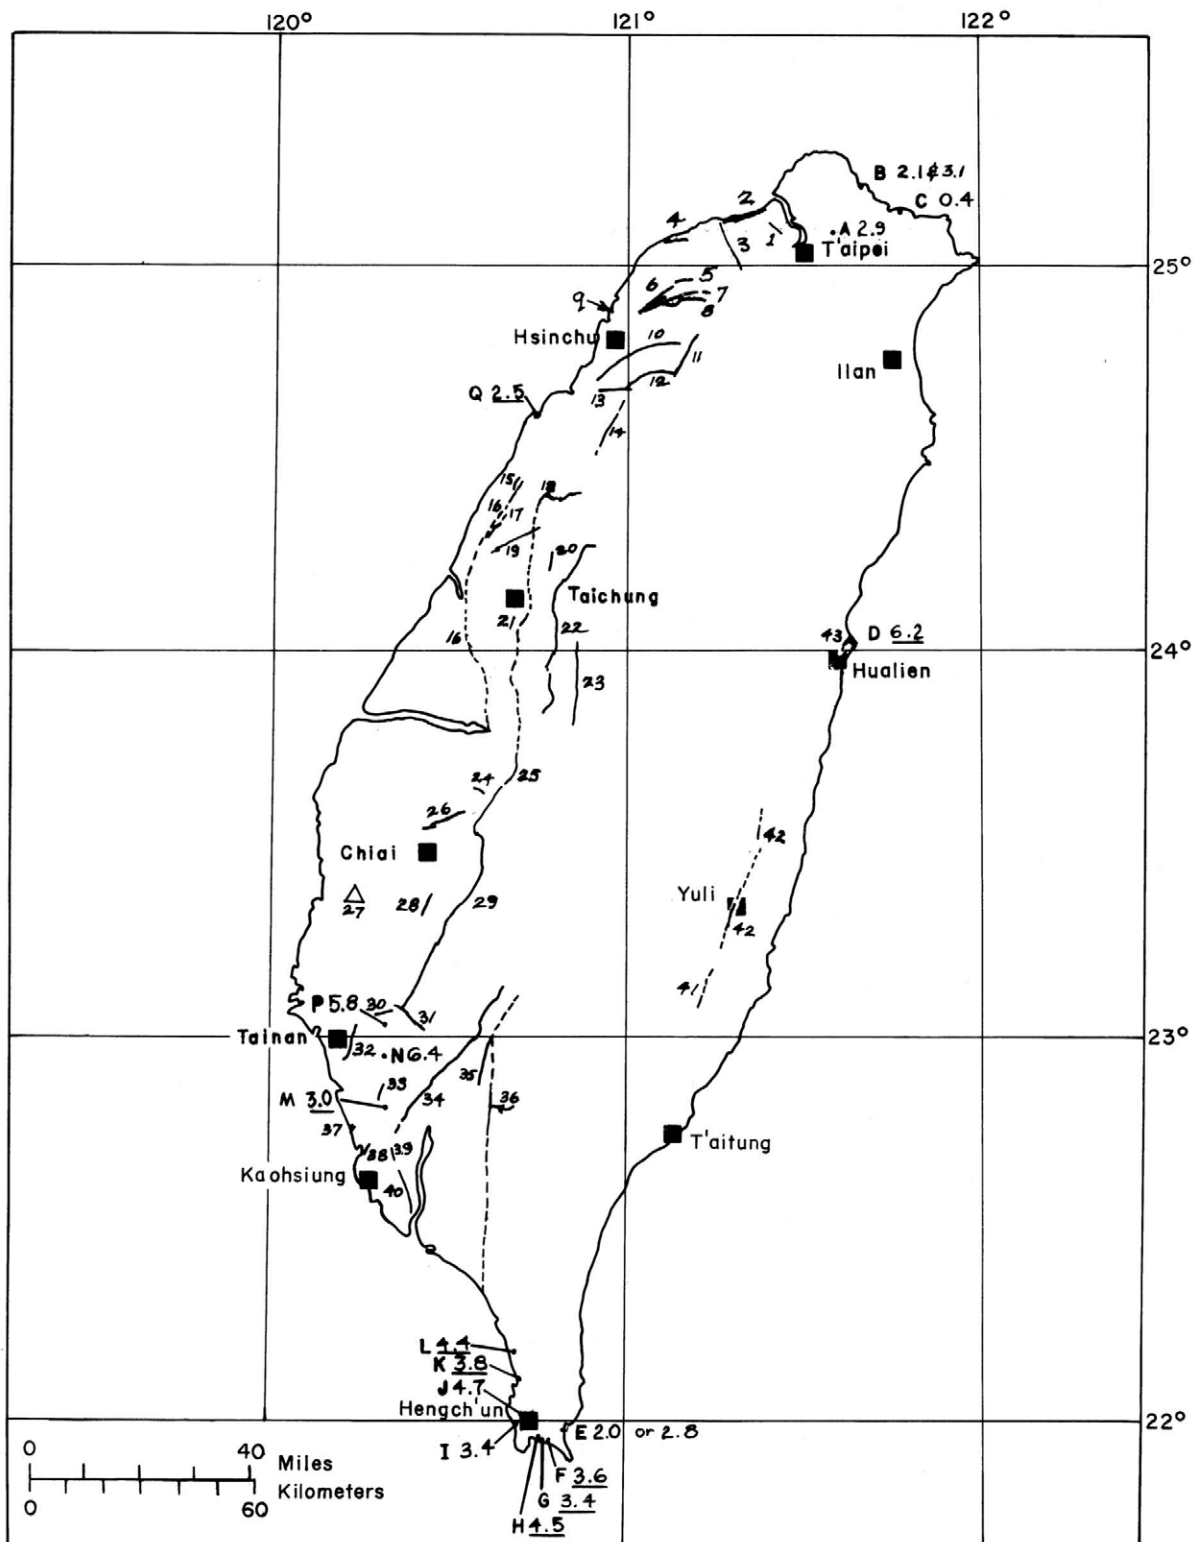 120° 121° 122°
B 2.1 & 3.1
C 0.4
2
4
A 2.9
3 1 T'aipei
25°
5
6 7
8
9
Hsinchu 10
11
Ilan
12
Q 2.5 13
14
15 18
16 17
19 20
Taichung
21
16 22 43 D 6.2
24°
Hualien
23
24 25
26
42
Chiai
Yuli
27 28 29
42
41
P 5.8 30
31
Tainan 23°
32 N 6.4
35
33
M 3.0 34 36
37
38 39 T'aitung
Kaohsiung
40
L 4.4
K 3.8
J 4.7
Hengch'un
22°
E 2.0 or 2.8
I 3.4
F 3.6
G 3.4
H 4.5
0 40 Miles
Kilometers
0 60